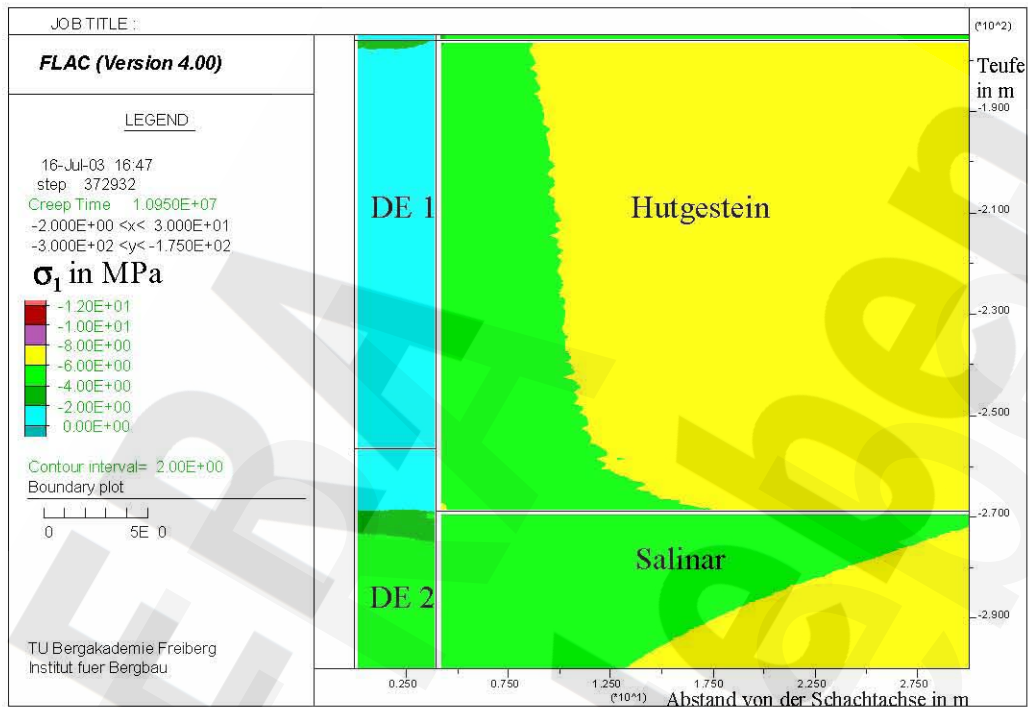 JOB TITLE :
FLAC (Version 4.00)
LEGEND
16-Jul-03 16:47
step 372932
Creep Time 1.0950E+07
-2.000E+00 <x< 3.000E+01
-3.000E+02 <y< -1.750E+02
σ1 in MPa
-1.20E+01
-1.00E+01
-8.00E+00
-6.00E+00
-4.00E+00
-2.00E+00
0.00E+00
Contour interval= 2.00E+00
Boundary plot
0 5E 0
TU Bergakademie Freiberg
Institut fuer Bergbau
DE 1
Hutgestein
Salinar
DE 2
(*10^2)
Teufe
in m
-1.900
-2.100
-2.300
-2.500
-2.700
-2.900
0.250 0.750 1.250 1.750 2.250 2.750
(*10^1) Abstand von der Schachtachse in m